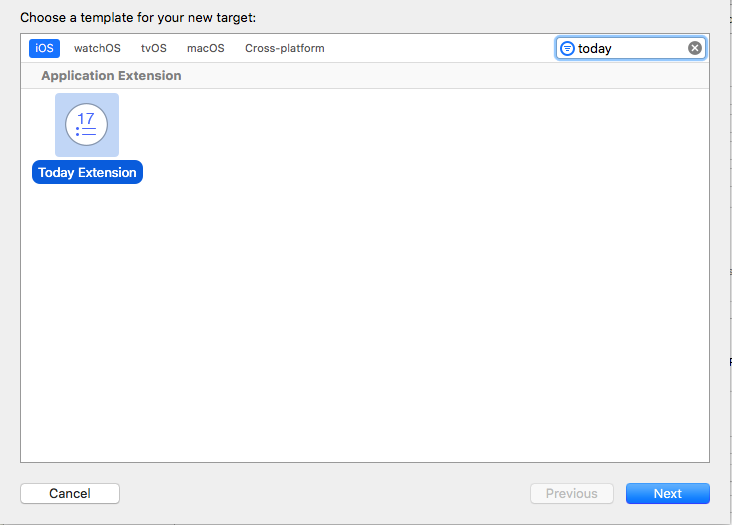 Choose a template for your new target:
iOS watchOS tvOS macOS Cross-platform today
Application Extension
17
Today Extension
Cancel Previous Next